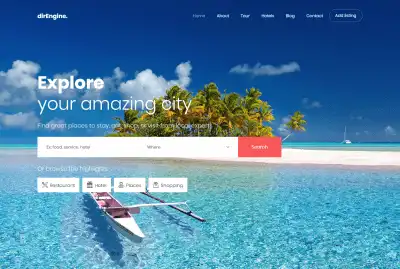 dirEngine.
Home About Tour Hotels Blog Contact Add listing
Explore
your amazing city
Find great places to stay, eat, shop, or visit from local experts
Ex: food, service, hotel Where Search
Or browse the highlights
Restaurant Hotel Places Shopping